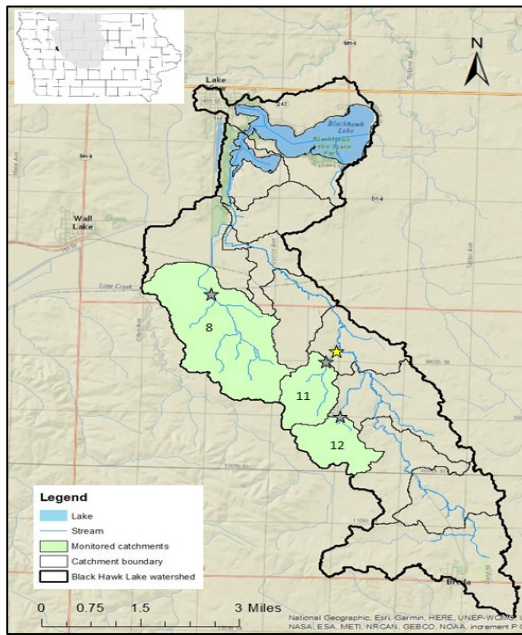 N
Lake
Blackhawk
Lake
Wall
Lake
8
11
12
Legend
Lake
Stream
Monitored catchments
Catchment boundary
Black Hawk Lake watershed
0 0.75 1.5 3 Miles
National Geographic, Esri, Garmin, HERE, UNEP-WCMC,
NASA, ESA, METI, NRCAN, GEBCO, NOAA, increment P